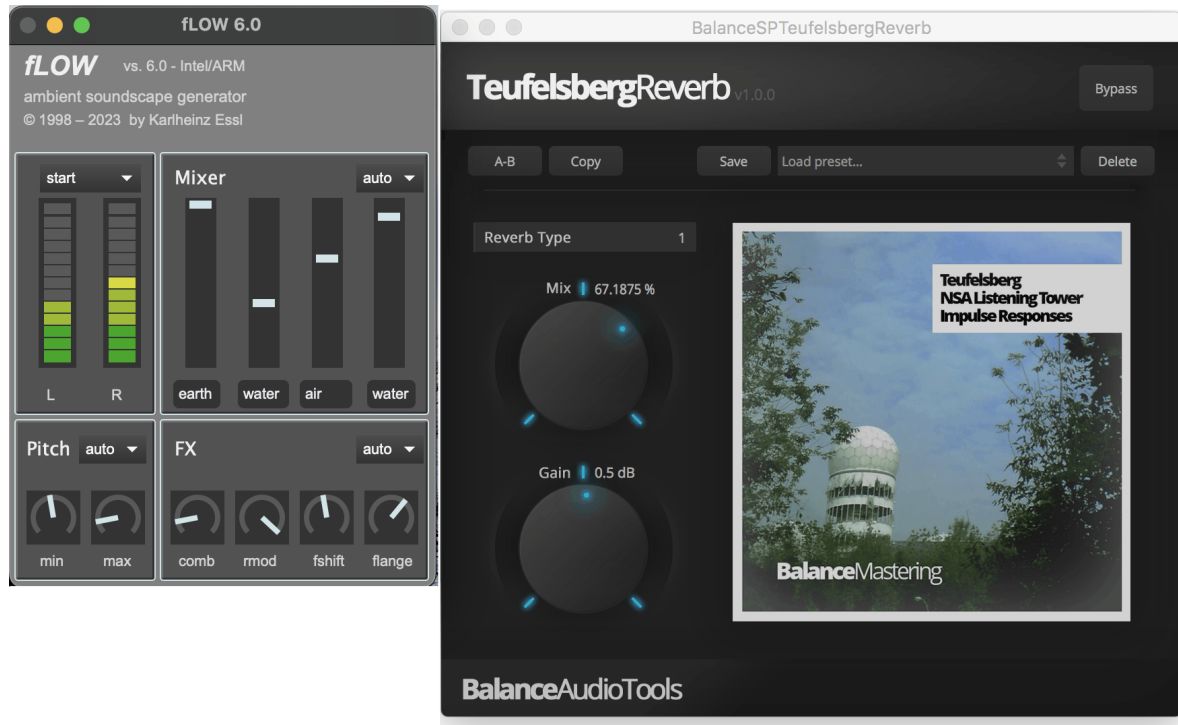 fLOW 6.0
fLOW vs. 6.0 - Intel/ARM
ambient soundscape generator
© 1998 – 2023 by Karlheinz Essl
start
L R
Mixer auto
earth water air water
Pitch auto
min max
FX auto
comb rmod fshift flange
BalanceSPTeufelsbergReverb
TeufelsbergReverb v1.0.0
Bypass
A-B Copy Save Load preset... Delete
Reverb Type 1
Mix 67.1875 %
Gain 0.5 dB
Teufelsberg
NSA Listening Tower
Impulse Responses
BalanceMastering
BalanceAudioTools